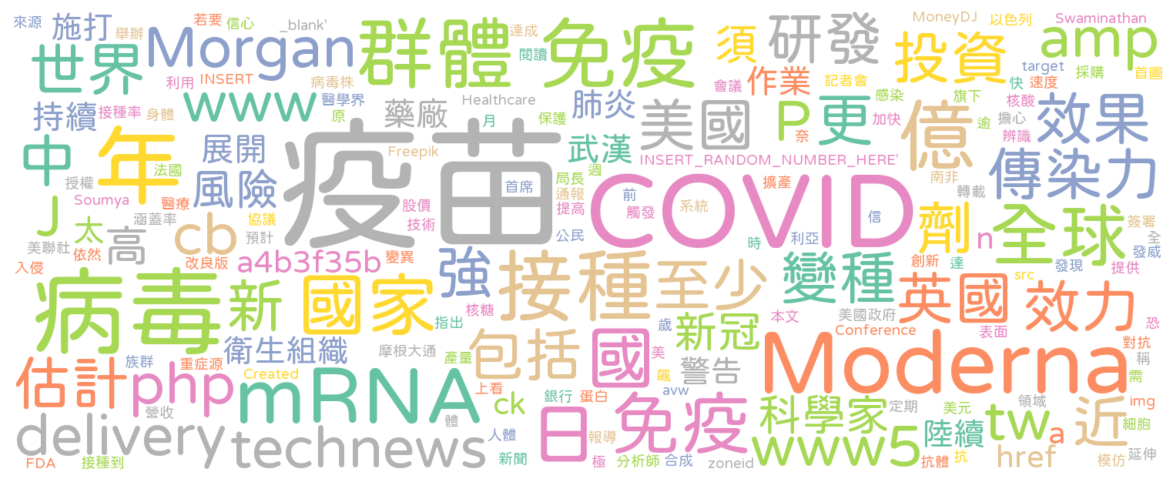 來源
施打
若要
信心
_blank'
舉辦
世界
Morgan
利用
INSERT
病毒株
群體
免疫
達成
閱讀
須
研發
MoneyDJ
以色列
Swaminathan
投資
amp
target
採購
首圖
會議
作業
記者會
快
速度
持續
接種率
身體
www
醫學界
原
Healthcare
月
保護
肺炎
美國
P
更
感染
旗下
加快
核酸
擔心
辨識
億
效果
中
年
展開
藥廠
Freepik
疫苗
武漢
奈
逾
INSERT_RANDOM_NUMBER_HERE'
南非
傳染力
法國
風險
授權
Soumya
醫療
首席
局長
週
通報
提高
COVID
前
觸發
擴產
系統
信
轉載
J
太
高
涵蓋率
cb
協議
預計
股價
技術
公民
時
利亞
劑
n
全球
簽署
全
發威
美聯社
依然
入侵
改良版
變異
a4b3f35b
強
接種
至少
變種
創新
達
發現
src
提供
病毒
新
國家
核糖
指出
歲
本文
美國政府
英國
效力
Conference
表面
恐
對抗
衛生組織
摩根大通
產量
包括
國
美
新冠
警告
飆
稱
需
族群
重症源
Created
估計
php
mRNA
上看
銀行
蛋白
avw
Moderna
img
營收
ck
體
日
免疫
科學家
定期
美元
領域
tw
a
近
細胞
delivery
technews
人體
新聞
報導
極
分析師
合成
zoneid
www5
陸續
抗體
抗
href
模仿
延伸
FDA
接種到